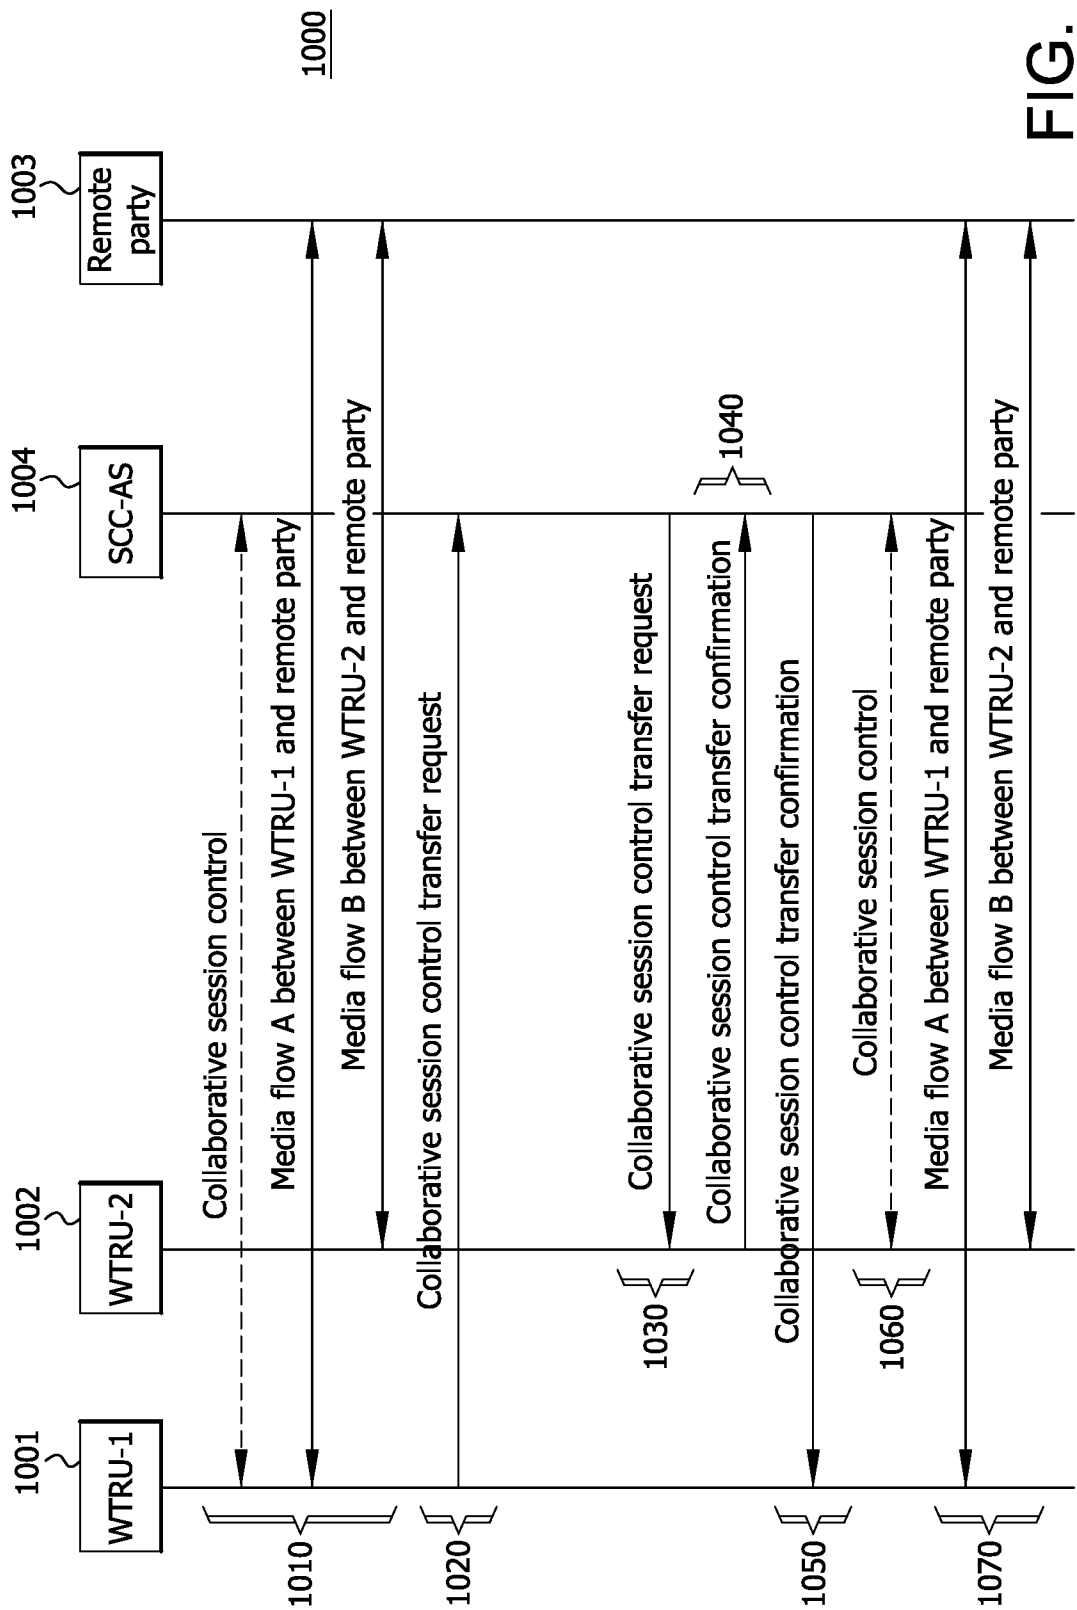 1000
1001
WTRU-1
1002
WTRU-2
1004
SCC-AS
1003
Remote
party
Collaborative session control
Media flow A between WTRU-1 and remote party
1010
Media flow B between WTRU-2 and remote party
Collaborative session control transfer request
1020
Collaborative session control transfer request
1030
Collaborative session control transfer confirmation
1040
Collaborative session control transfer confirmation
1050
Collaborative session control
1060
Media flow A between WTRU-1 and remote party
1070
Media flow B between WTRU-2 and remote party
FIG.